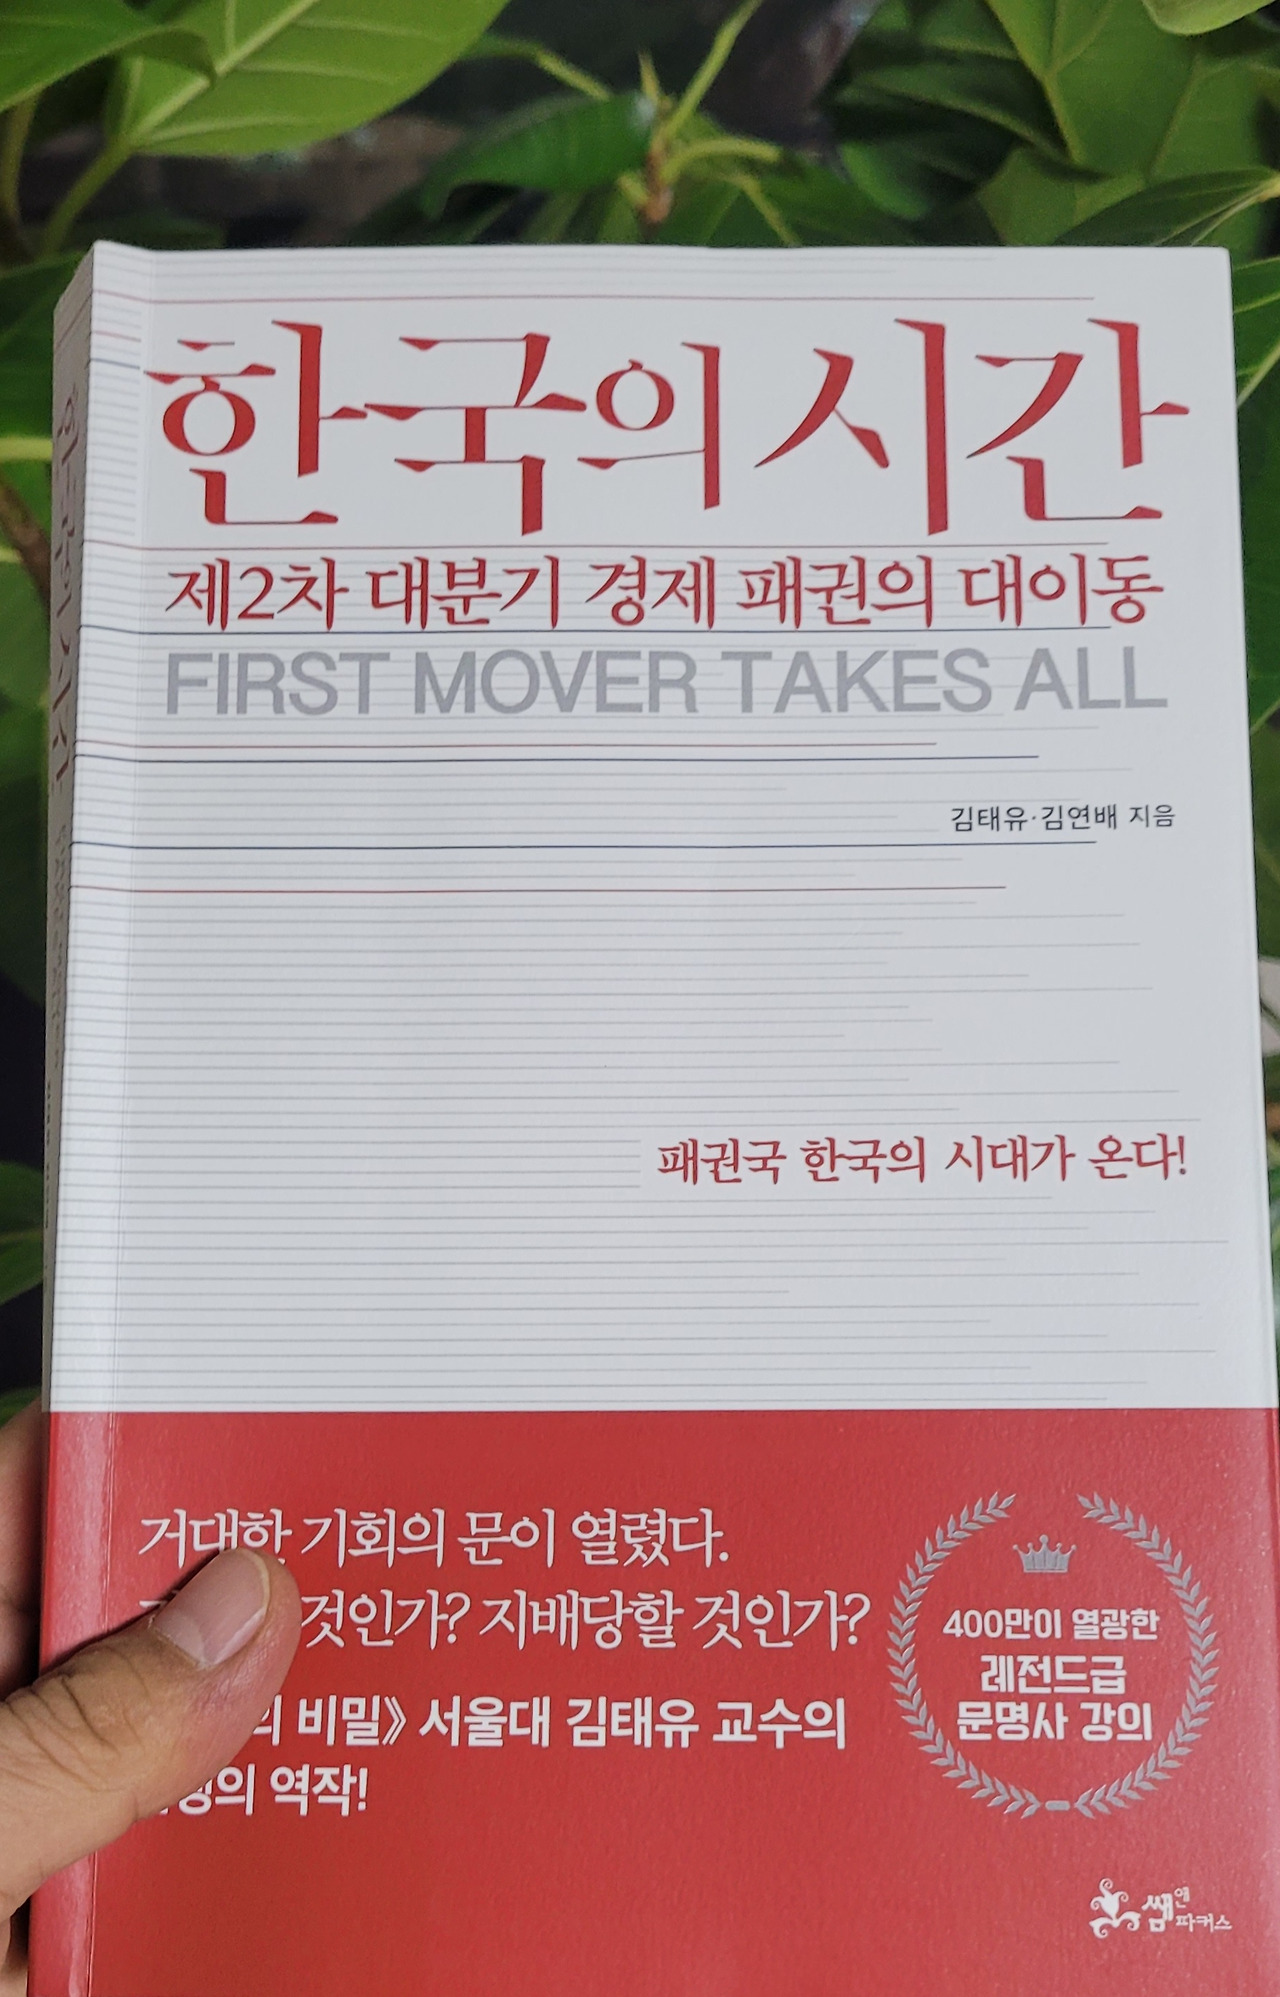 한국의 시간
제2차 대분기 경제 패권의 대이동
FIRST MOVER TAKES ALL
김태유·김연배 지음
패권국 한국의 시대가 온다!
거대한 기회의 문이 열렸다.
것인가? 지배당할 것인가?
비밀》 서울대 김태유 교수의
역작!
400만이 열광한
레전드급
문명사 강의
쌤앤파커스
한국의 시간